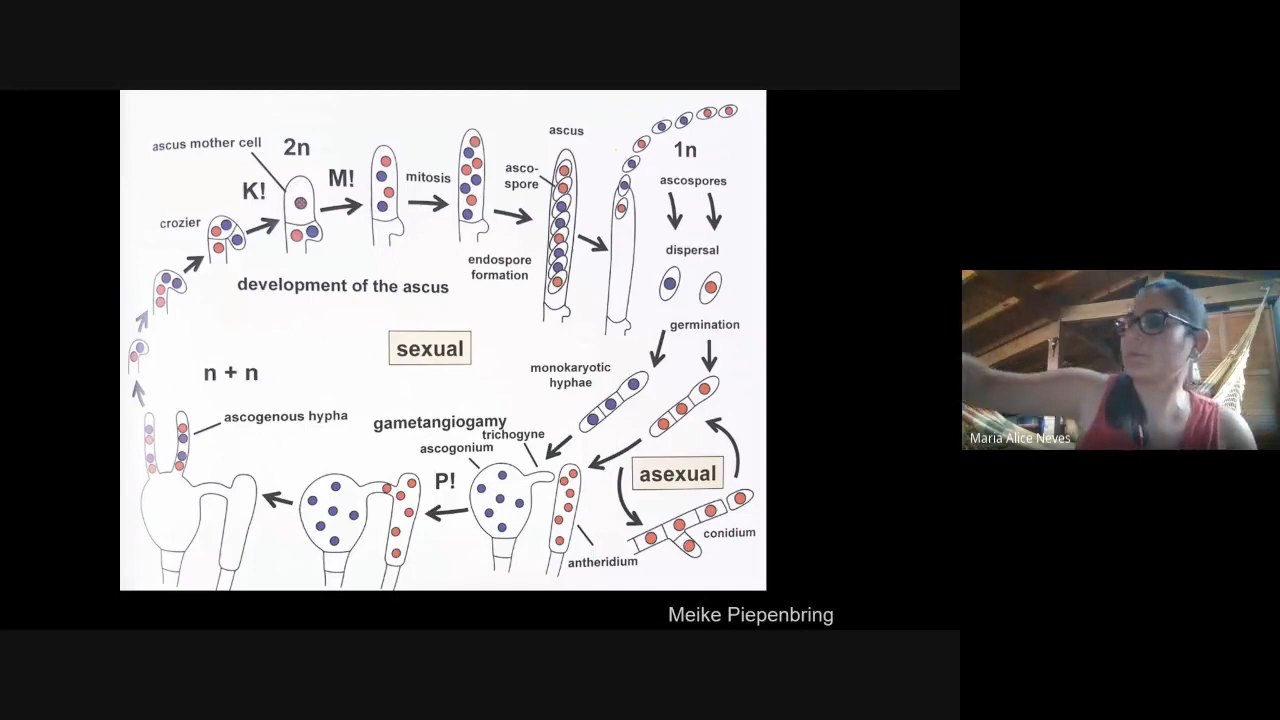 ascus mother cell
2n
K!
M!
mitosis
ascus
asco-
spore
1n
ascospores
crozier
dispersal
endospore
formation
development of the ascus
germination
sexual
monokaryotic
hyphae
n + n
ascogenous hypha
gametangiogamy
trichogyne
ascogonium
P!
asexual
conidium
antheridium
Meike Piepenbring
Maria Alice Neves